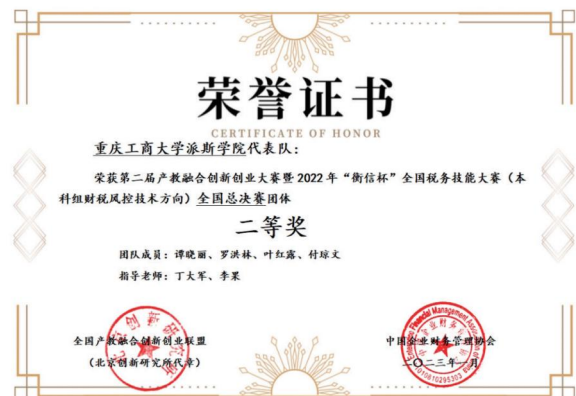 荣誉证书
CERTIFICATE OF HONOR
重庆工商大学派斯学院代表队：
荣获第二届产教融合创新创业大赛暨 2022 年“衡信杯”全国税务技能大赛（本
科组财税风控技术方向）全国总决赛团体
二等奖
团队成员：谭晓丽、罗洪林、叶红露、付琼文
指导老师：丁大军、李果
全国产教融合创新创业联盟
（北京创新研究所代章）
中国企业财务管理协会
二〇二三年一月